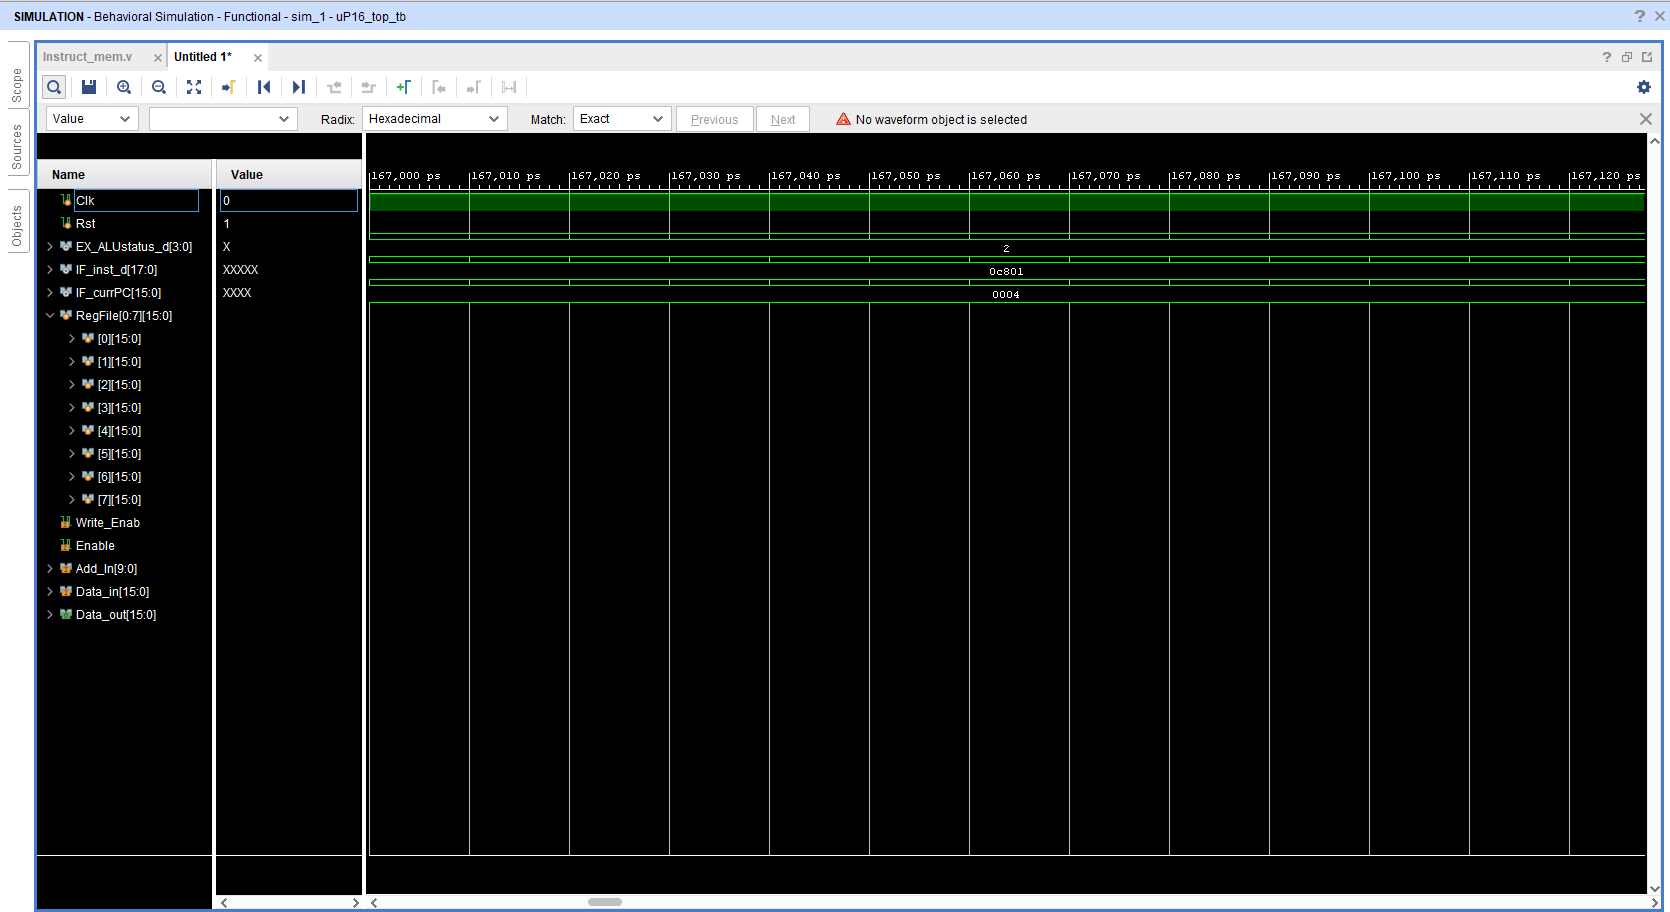 SIMULATION - Behavioral Simulation - Functional - sim_1 - uP16_top_tb
? ×
Scope
Sources
Objects
Instruct_mem.v ×
Untitled 1* ×
?
Value
Radix: Hexadecimal
Match: Exact
Previous
Next
No waveform object is selected
Name Value
167,000 ps 167,010 ps 167,020 ps 167,030 ps 167,040 ps 167,050 ps 167,060 ps 167,070 ps 167,080 ps 167,090 ps 167,100 ps 167,110 ps 167,120 ps
Clk 0
Rst 1
EX_ALUstatus_d[3:0] X 2
IF_inst_d[17:0] XXXXX 0c801
IF_currPC[15:0] XXXX 0004
RegFile[0:7][15:0]
[0][15:0]
[1][15:0]
[2][15:0]
[3][15:0]
[4][15:0]
[5][15:0]
[6][15:0]
[7][15:0]
Write_Enab
Enable
Add_In[9:0]
Data_in[15:0]
Data_out[15:0]